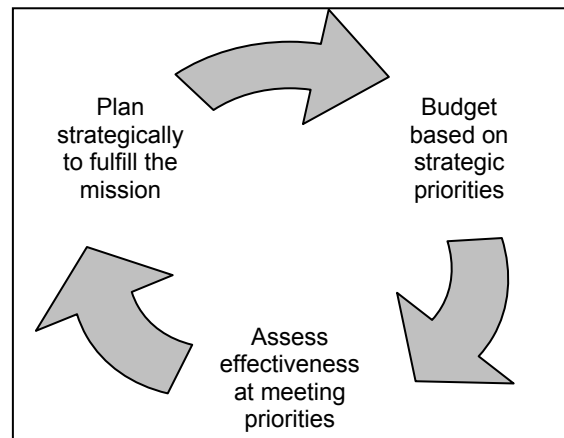 Plan
strategically
to fulfill the
mission
Budget
based on
strategic
priorities
Assess
effectiveness
at meeting
priorities